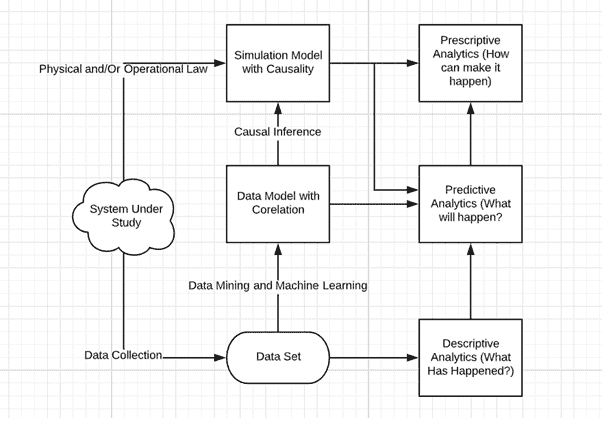 Physical and/Or Operational Law
Simulation Model
with Causality
Prescriptive
Analytics (How
can make it
happen)
Causal Inference
System Under
Study
Data Model with
Corelation
Predictive
Analytics (What
will happen?
Data Mining and Machine Learning
Data Collection
Data Set
Descriptive
Analytics (What
Has Happened?)